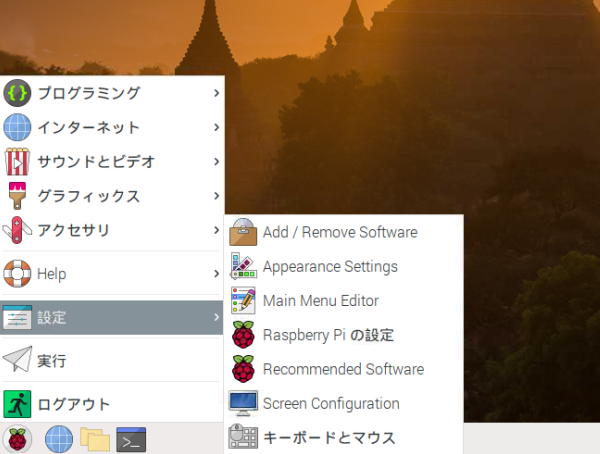 プログラミング
インターネット
サウンドとビデオ
グラフィックス
アクセサリ
Help
設定
実行
ログアウト
Add / Remove Software
Appearance Settings
Main Menu Editor
Raspberry Pi の設定
Recommended Software
Screen Configuration
キーボードとマウス